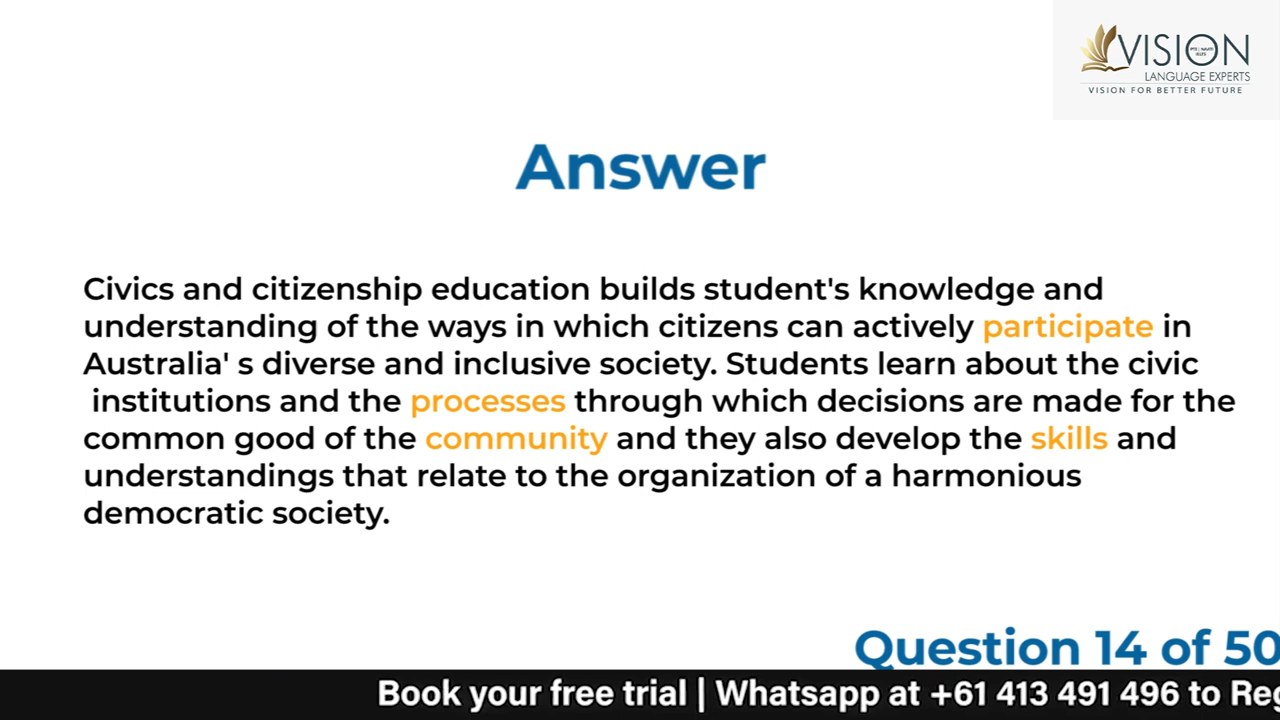 VISION
LANGUAGE EXPERTS
VISION FOR BETTER FUTURE
Answer
Civics and citizenship education builds student's knowledge and
understanding of the ways in which citizens can actively participate in
Australia' s diverse and inclusive society. Students learn about the civic
institutions and the processes through which decisions are made for the
common good of the community and they also develop the skills and
understandings that relate to the organization of a harmonious
democratic society.
Question 14 of 50
Book your free trial | Whatsapp at +61 413 491 496 to Reg